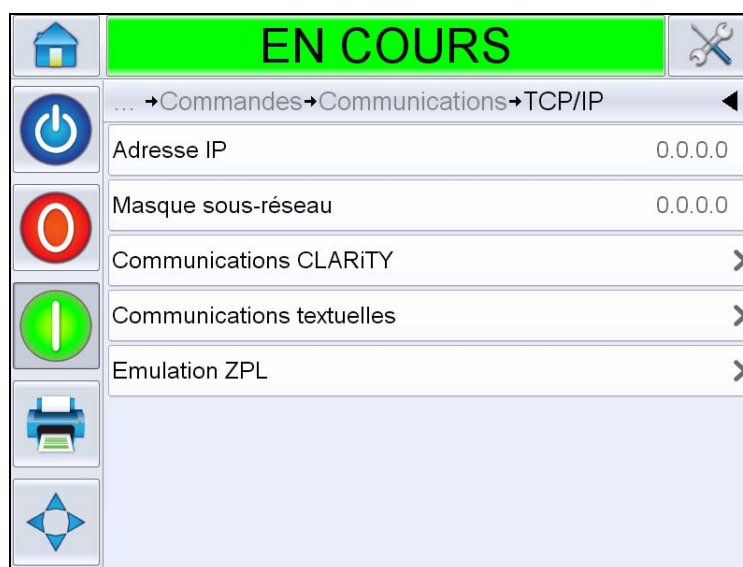 EN COURS
... →Commandes→Communications→TCP/IP
Adresse IP 0.0.0.0
Masque sous-réseau 0.0.0.0
Communications CLARiTY
Communications textuelles
Emulation ZPL